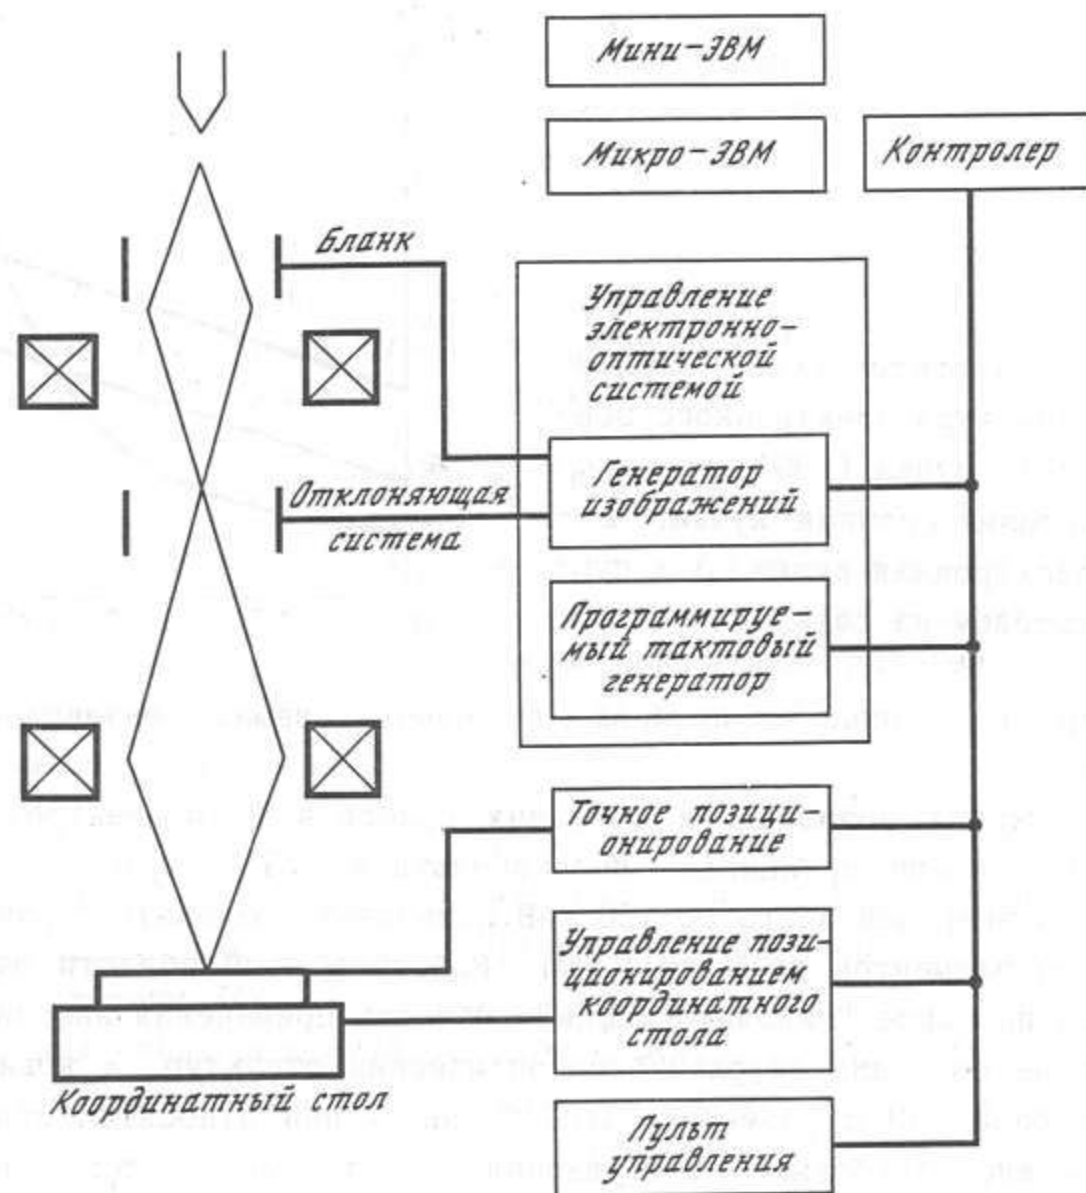 Мини-ЭВМ
Микро-ЭВМ
Контролер
Бланк
Управление
электронно-
оптической
системой
Генератор
изображений
Отклоняющая
система
Программируе-
мый тактовый
генератор
Точное позици-
онирование
Управление пози-
ционированием
координатного
стола
Координатный стол
Пульт
управления